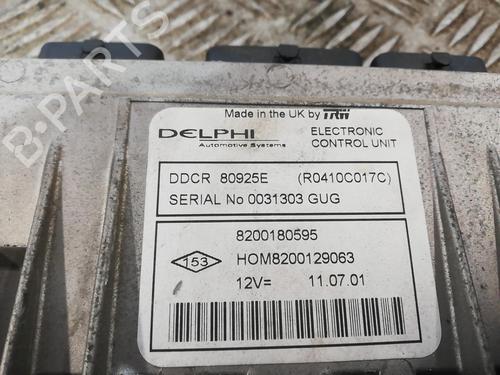 Made in the UK by TRW
DELPHI
Automotive Systems
ELECTRONIC
CONTROL UNIT
DDCR 80925E (R0410C017C)
SERIAL No 0031303 GUG
8200180595
153
HOM8200129063
12V= 11.07.01
B-PARTS